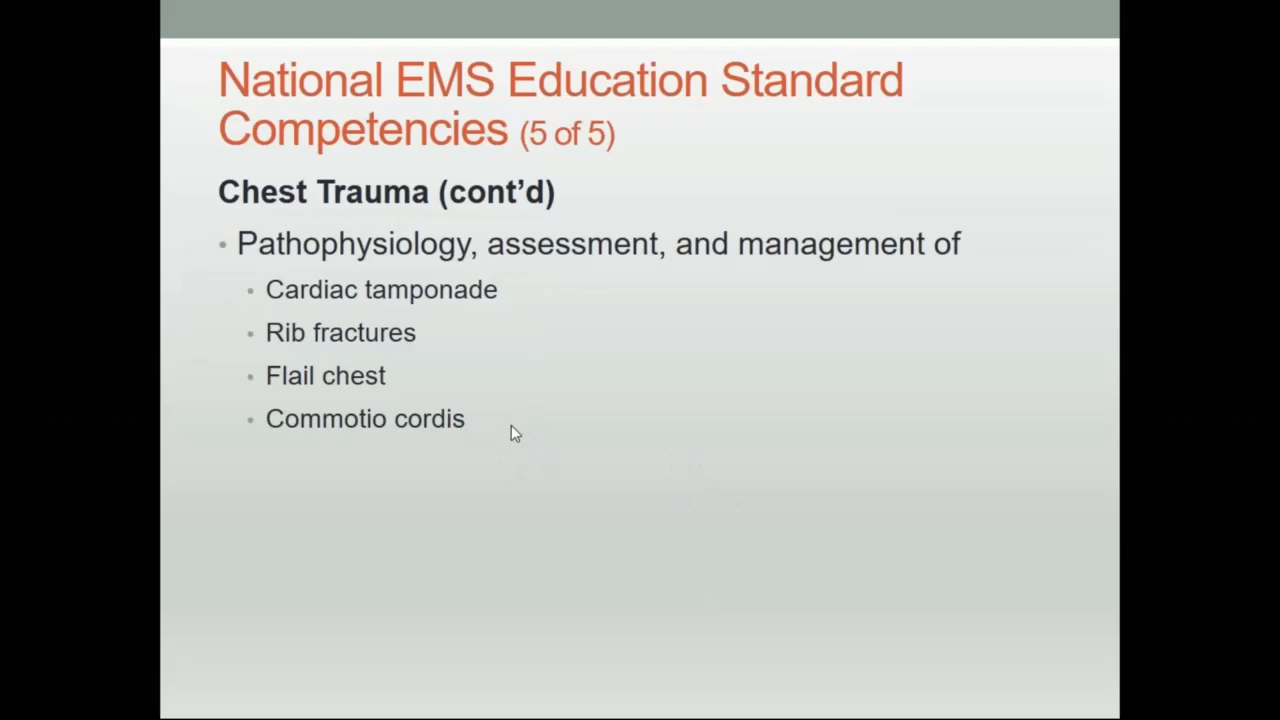 National EMS Education Standard
Competencies (5 of 5)
Chest Trauma (cont’d)
• Pathophysiology, assessment, and management of
• Cardiac tamponade
• Rib fractures
• Flail chest
• Commotio cordis